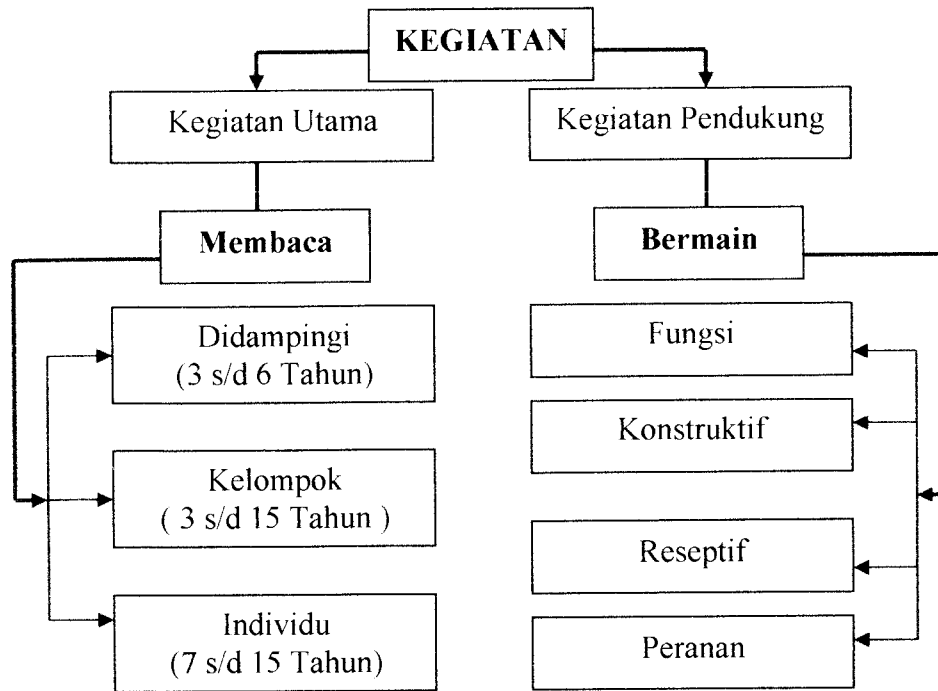 KEGIATAN
Kegiatan Utama
Kegiatan Pendukung
Membaca
Bermain
Didampingi
(3 s/d 6 Tahun)
Kelompok
( 3 s/d 15 Tahun )
Individu
(7 s/d 15 Tahun)
Fungsi
Konstruktif
Reseptif
Peranan